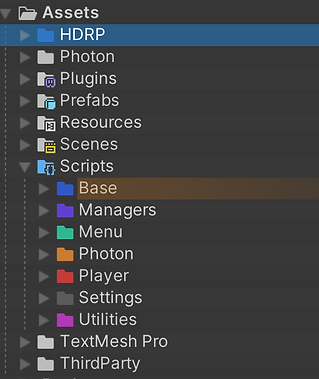 Assets
HDRP
Photon
Plugins
Prefabs
Resources
Scenes
Scripts
Base
Managers
Menu
Photon
Player
Settings
Utilities
TextMesh Pro
ThirdParty